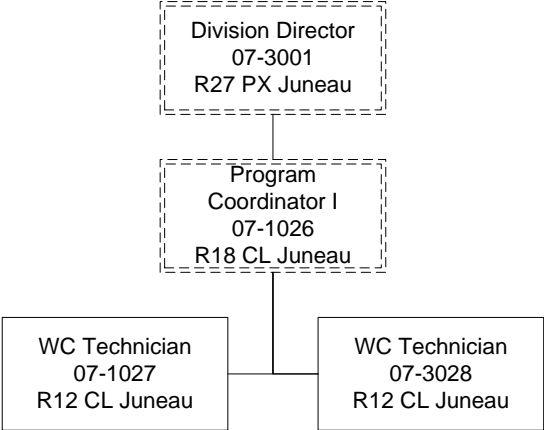 Division Director
07-3001
R27 PX Juneau
Program
Coordinator I
07-1026
R18 CL Juneau
WC Technician
07-1027
R12 CL Juneau
WC Technician
07-3028
R12 CL Juneau